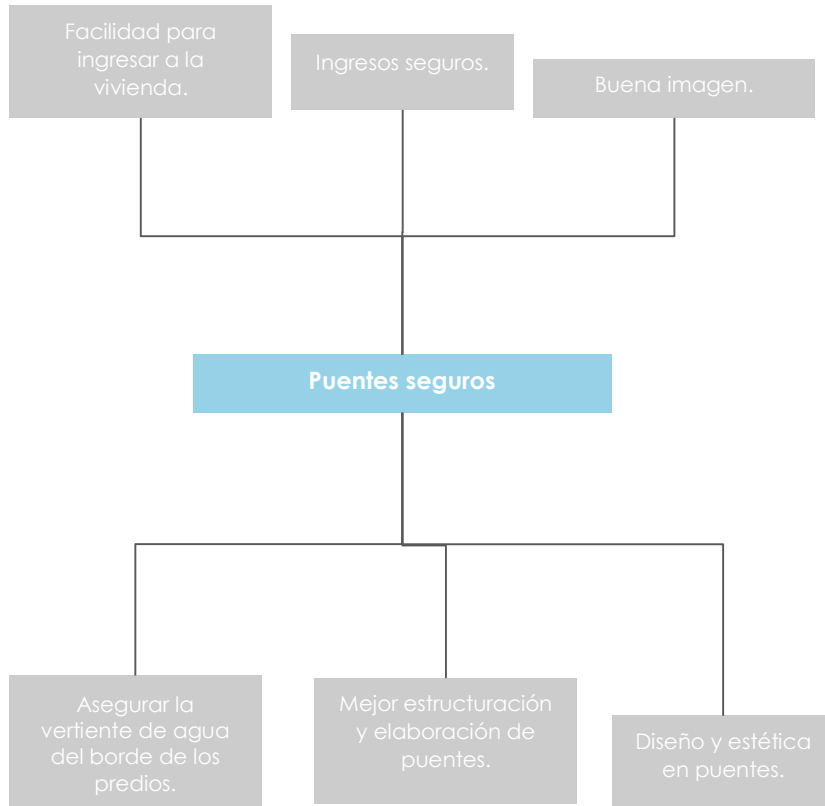 Facilidad para
ingresar a la
vivienda.
Ingresos seguros.
Buena imagen.
Puentes seguros
Asegurar la
vertiente de agua
del borde de los
predios.
Mejor estructuración
y elaboración de
puentes.
Diseño y estética
en puentes.